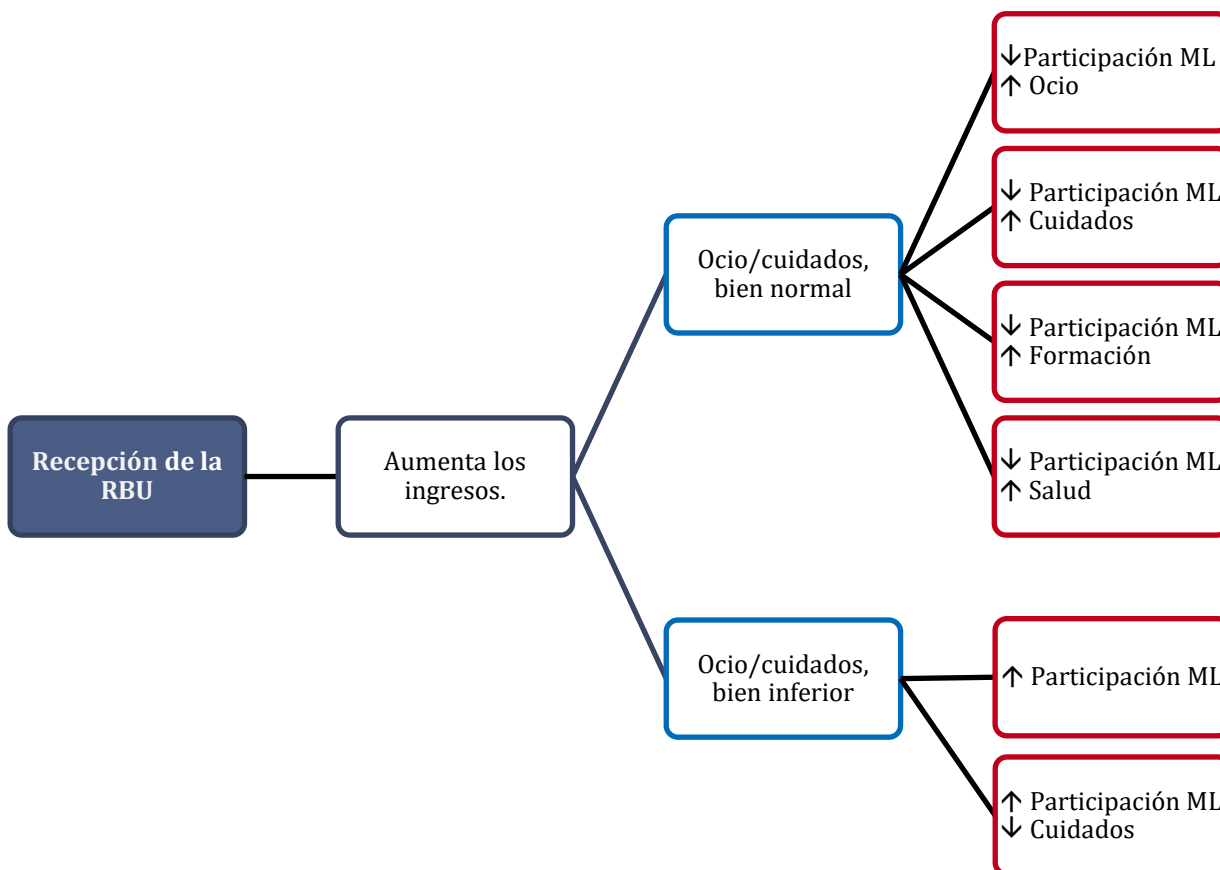 ↓Participación ML
↑ Ocio
↓ Participación ML
↑ Cuidados
Ocio/cuidados,
bien normal
↓ Participación ML
↑ Formación
Recepción de la
RBU
Aumenta los
ingresos.
↓ Participación ML
↑ Salud
Ocio/cuidados,
bien inferior
↑ Participación ML
↑ Participación ML
↓ Cuidados